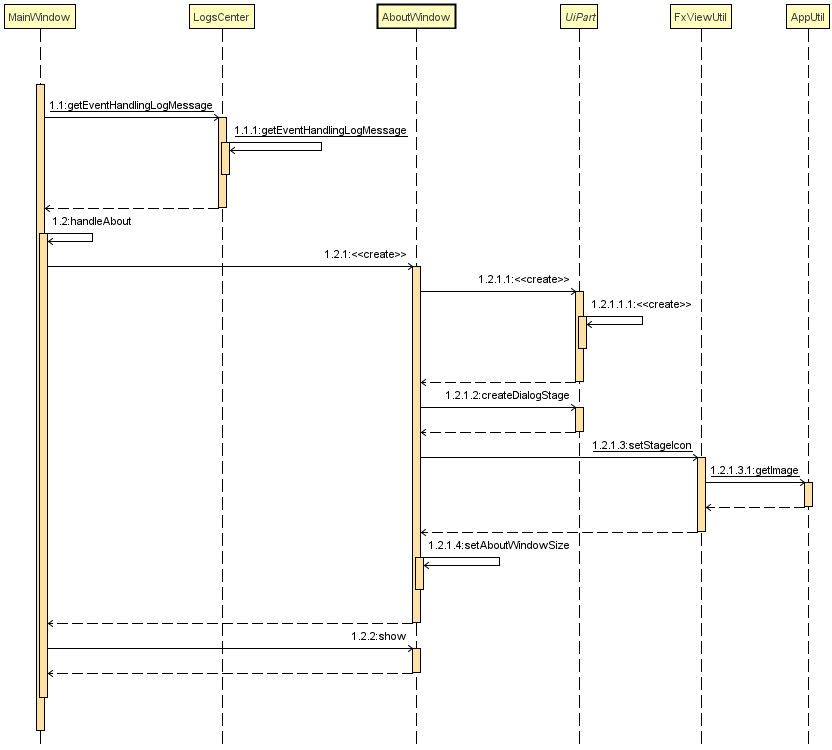 MainWindow
LogsCenter
AboutWindow
UiPart
FxViewUtil
AppUtil
1.1:getEventHandlingLogMessage
1.1.1:getEventHandlingLogMessage
1.2:handleAbout
1.2.1:<<create>>
1.2.1.1:<<create>>
1.2.1.1.1:<<create>>
1.2.1.2:createDialogStage
1.2.1.3:setStageIcon
1.2.1.3.1:getImage
1.2.1.4:setAboutWindowSize
1.2.2:show